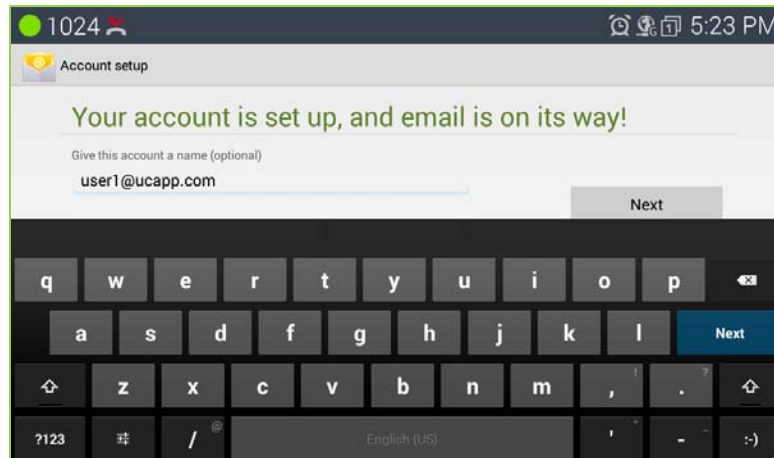 1024 1 5:23 PM
Account setup
Your account is set up, and email is on its way!
Give this account a name (optional)
user1@ucapp.com
Next
q w e r t y u i o p
a s d f g h j k l Next
z x c v b n m , ! . ?
?123 / @ English (US) ' " - _ :-)